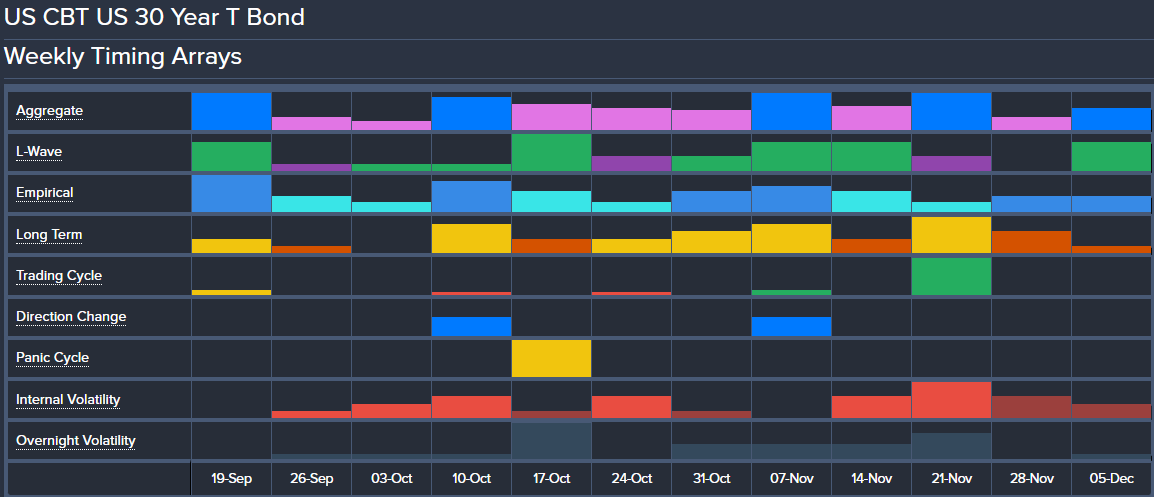 US CBT US 30 Year T Bond
Weekly Timing Arrays
Aggregate
L-Wave
Empirical
Long Term
Trading Cycle
Direction Change
Panic Cycle
Internal Volatility
Overnight Volatility
19-Sep 26-Sep 03-Oct 10-Oct 17-Oct 24-Oct 31-Oct 07-Nov 14-Nov 21-Nov 28-Nov 05-Dec